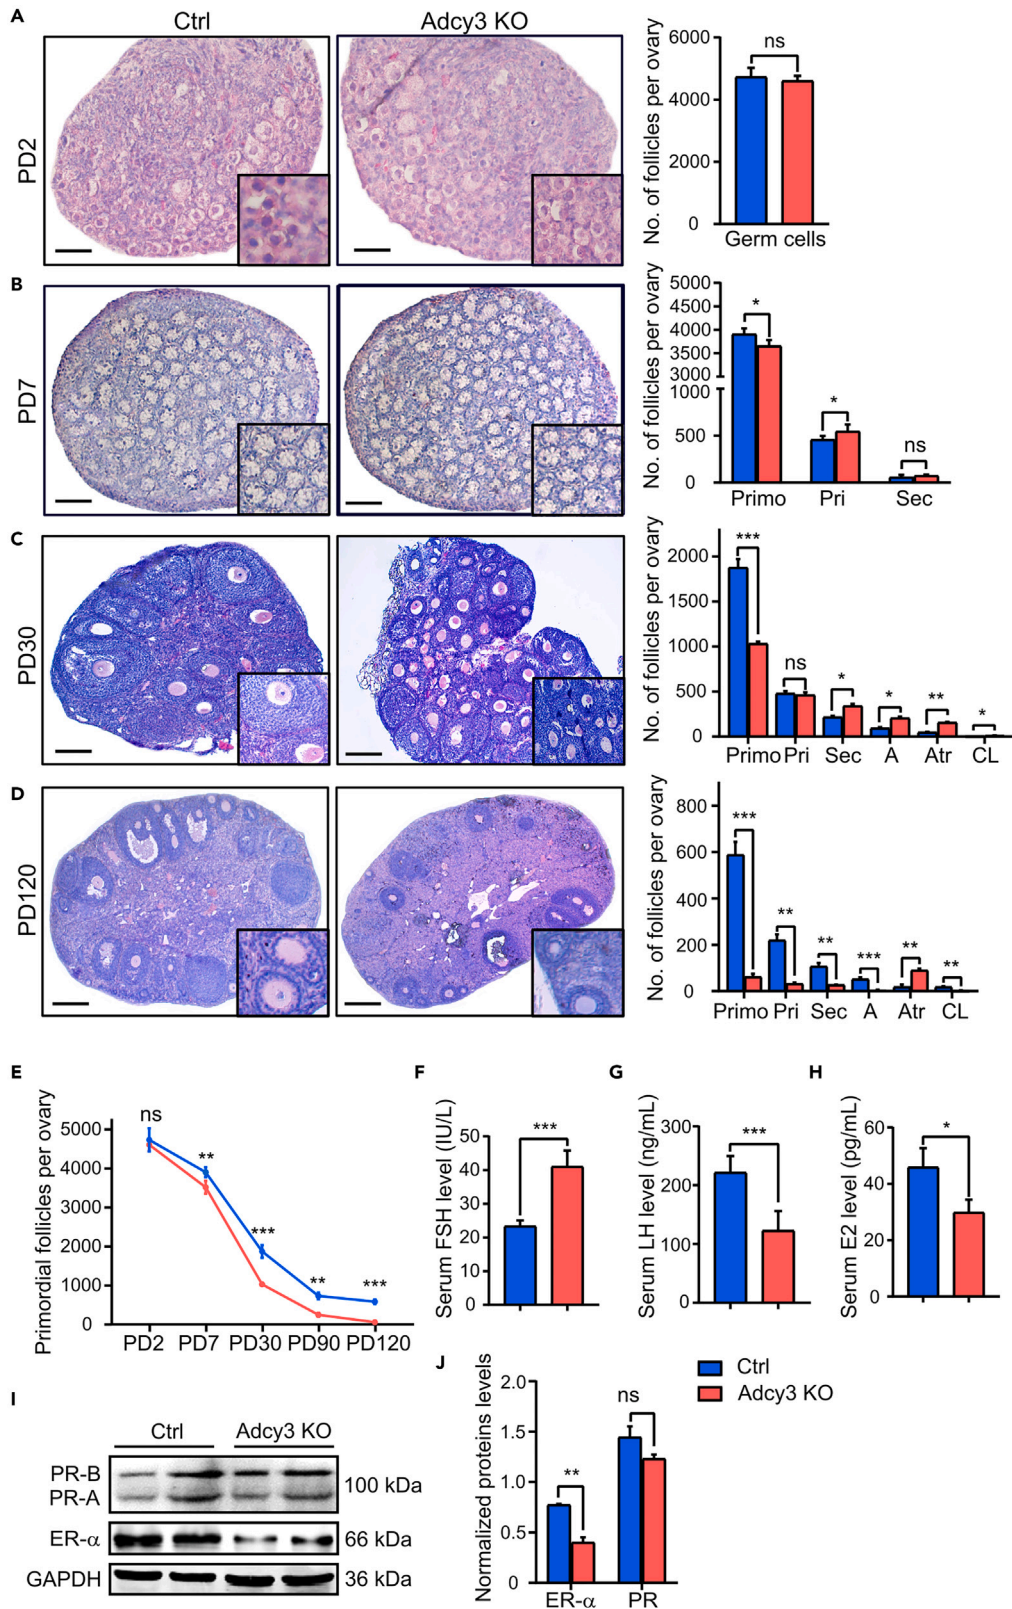 A
Ctrl
Adcy3 KO
PD2
No. of follicles per ovary
6000
4000
2000
0
ns
Germ cells
B
PD7
No. of follicles per ovary
5000
4500
4000
3500
3000
1000
500
0
*
*
ns
Primo Pri Sec
C
PD30
No. of follicles per ovary
2000
1500
1000
500
0
***
ns
*
*
**
*
Primo Pri Sec A Atr CL
D
PD120
No. of follicles per ovary
800
600
400
200
0
***
**
**
***
**
**
Primo Pri Sec A Atr CL
E
Primordial follicles per ovary
5000
4000
3000
2000
1000
0
ns
**
***
**
***
PD2 PD7 PD30 PD90 PD120
F
Serum FSH level (IU/L)
50
40
30
20
10
0
***
G
Serum LH level (ng/mL)
300
200
100
0
***
H
Serum E2 level (pg/mL)
60
40
20
0
*
I
Ctrl Adcy3 KO
PR-B
PR-A
100 kDa
ER-α 66 kDa
GAPDH 36 kDa
J
Normalized proteins levels
2.0
1.5
1.0
0.5
0
**
ns
ER-α PR
Ctrl
Adcy3 KO